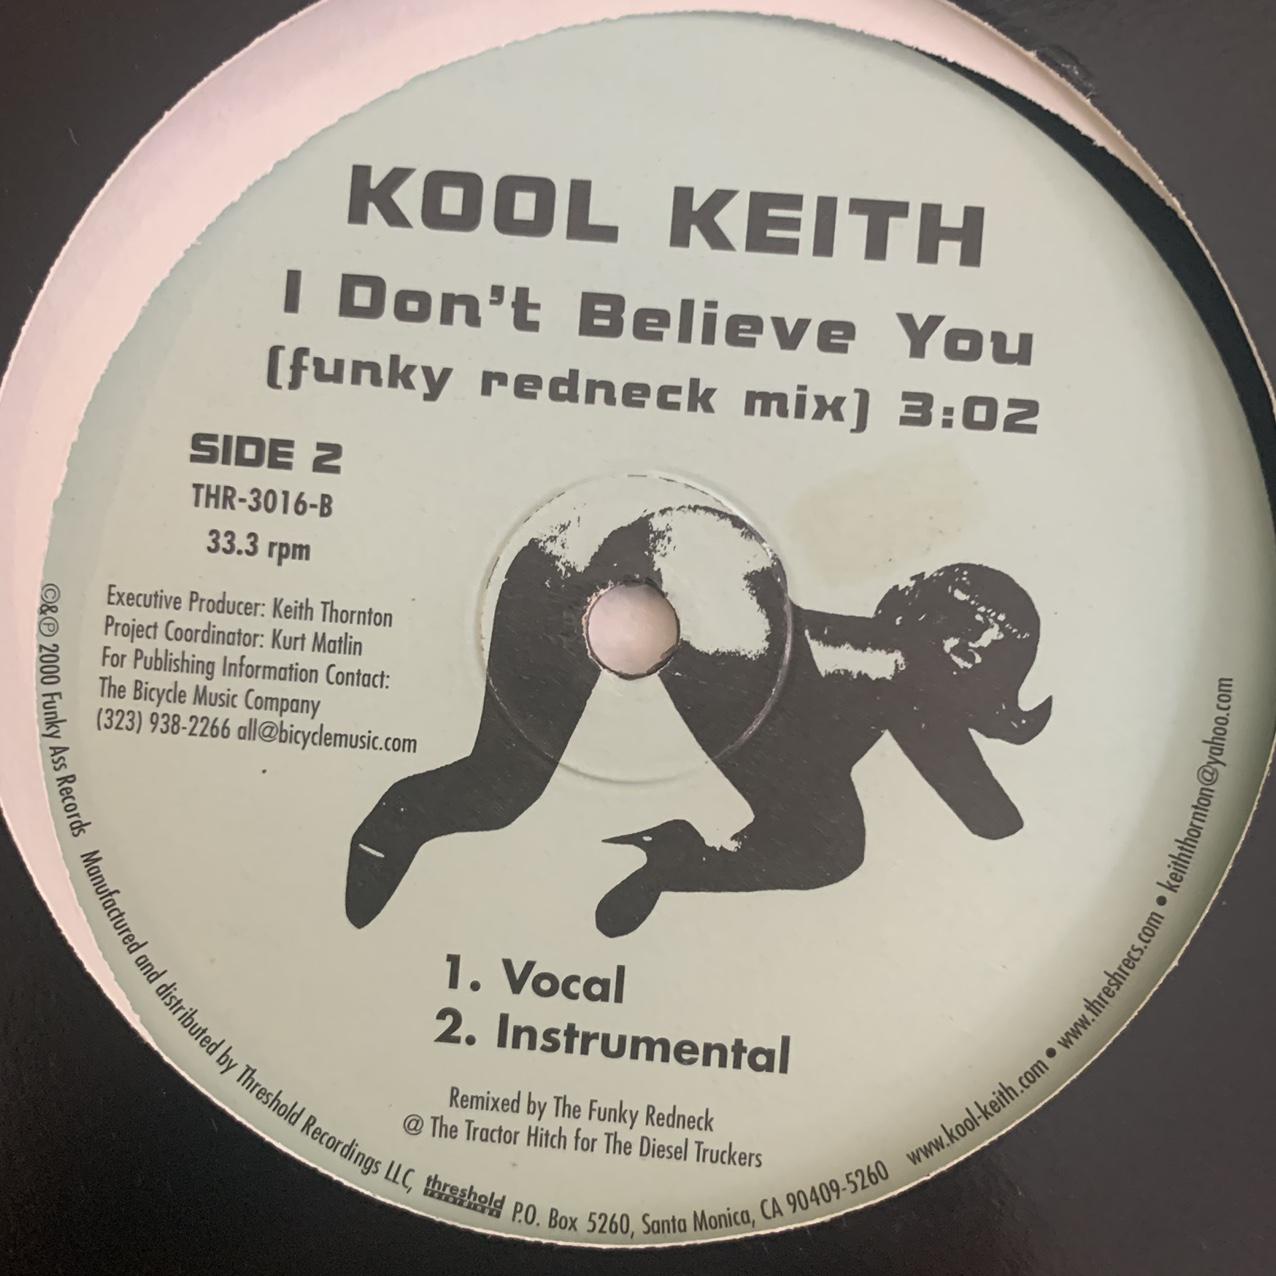 KOOL KEITH
I Don't Believe You
(funky redneck mix) 3:02
SIDE 2
THR-3016-B
33.3 rpm
Executive Producer: Keith Thornton
Project Coordinator: Kurt Matlin
For Publishing Information Contact:
The Bicycle Music Company
(323) 938-2266 all@bicyclemusic.com
1. Vocal
2. Instrumental
Remixed by The Funky Redneck
@ The Tractor Hitch for The Diesel Truckers
©&℗ 2000 Funky Ass Records Manufactured and distributed by Threshold Recordings LLC, threshold recordings P.O. Box 5260, Santa Monica, CA 90409-5260 www.kool-keith.com • www.threshrecs.com • keiththornton@yahoo.com